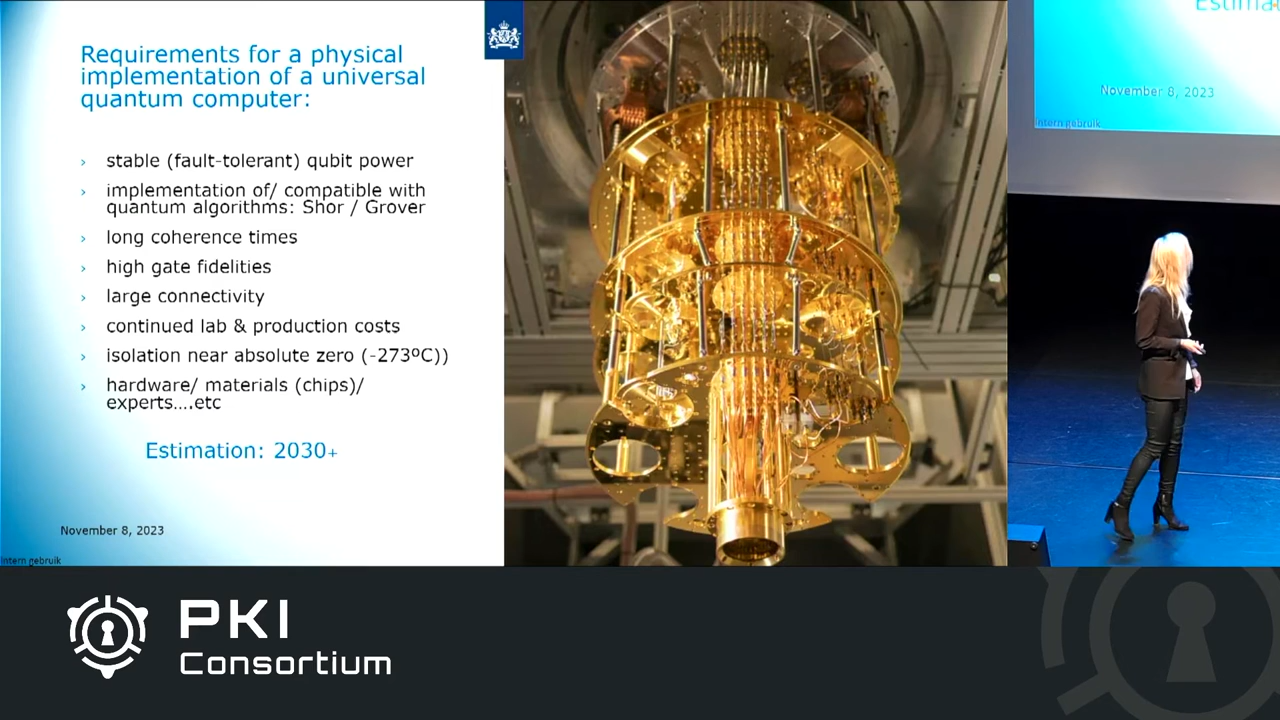 Requirements for a physical
implementation of a universal
quantum computer:
› stable (fault-tolerant) qubit power
› implementation of/ compatible with
quantum algorithms: Shor / Grover
› long coherence times
› high gate fidelities
› large connectivity
› continued lab & production costs
› isolation near absolute zero (-273ºC))
› hardware/ materials (chips)/
experts….etc
Estimation: 2030+
November 8, 2023
Intern gebruik
November 8, 2023
Intern gebruik
PKI
Consortium